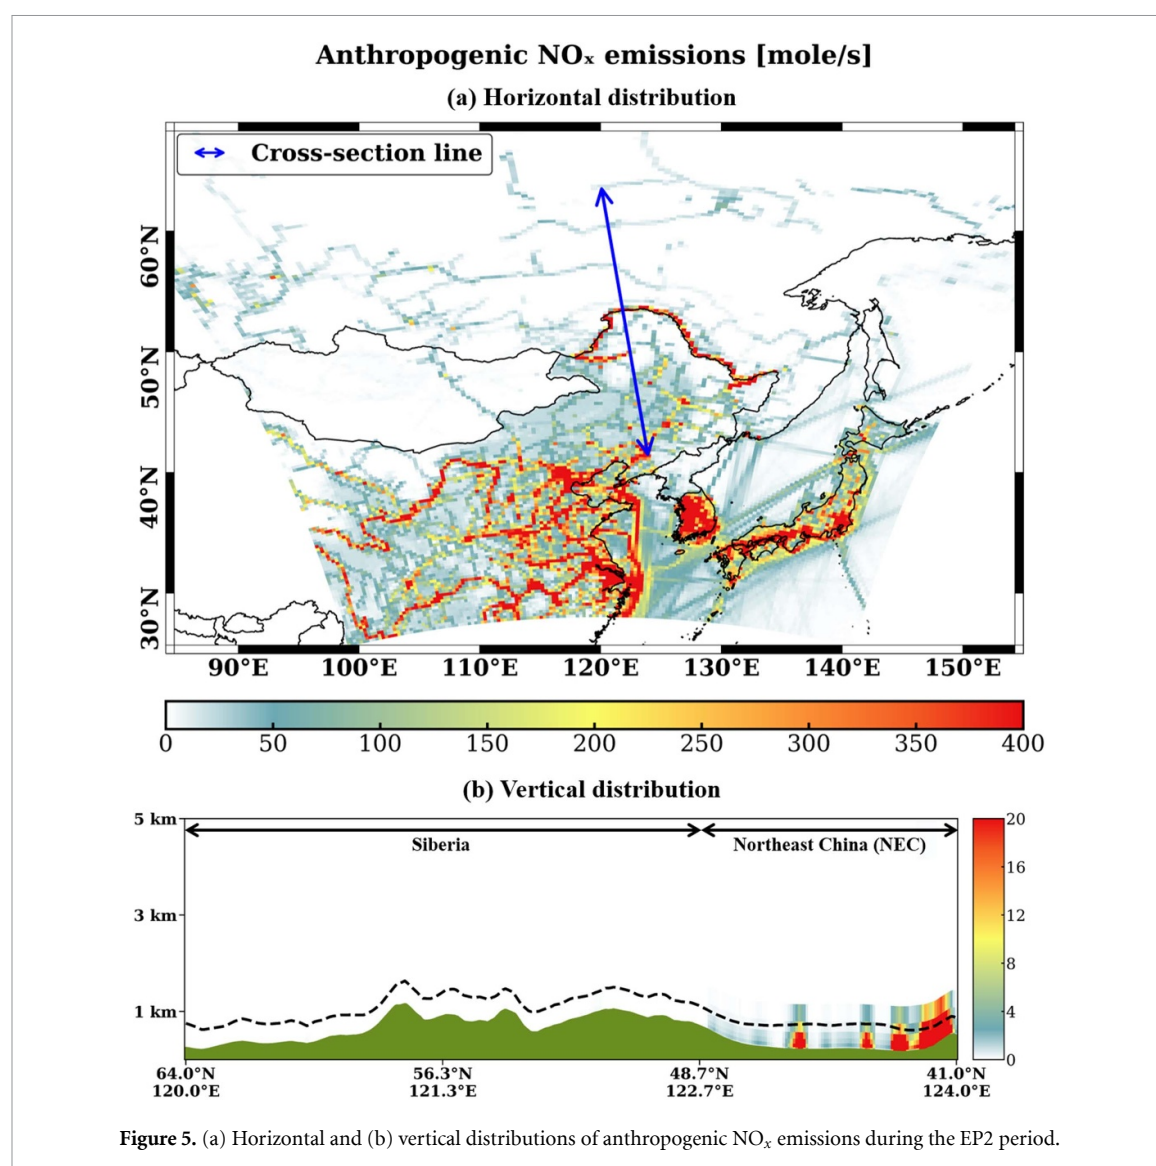 Anthropogenic NOₓ emissions [mole/s]
(a) Horizontal distribution
Cross-section line
60°N
50°N
40°N
30°N
90°E 100°E 110°E 120°E 130°E 140°E 150°E
0 50 100 150 200 250 300 350 400
(b) Vertical distribution
5 km
3 km
1 km
Siberia Northeast China (NEC)
20
16
12
8
4
0
64.0°N 56.3°N 48.7°N 41.0°N
120.0°E 121.3°E 122.7°E 124.0°E
Figure 5. (a) Horizontal and (b) vertical distributions of anthropogenic NOₓ emissions during the EP2 period.